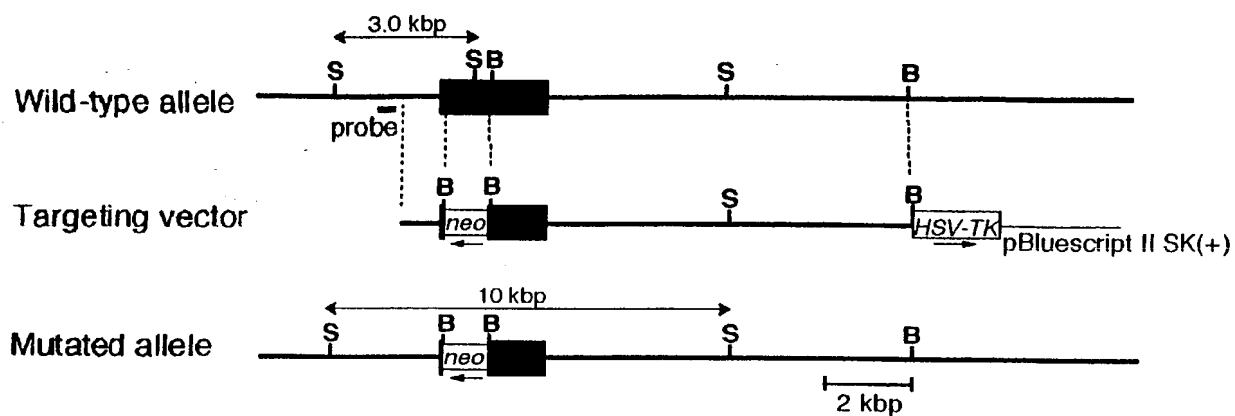 3.0 kbp
S S B S B
Wild-type allele
probe
B B S B
Targeting vector
neo HSV-TK
pBluescript II SK(+)
10 kbp
S B B S B
Mutated allele
neo
2 kbp